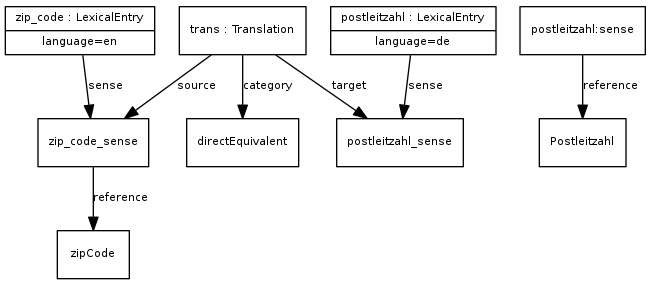 zip_code : LexicalEntry
language=en
trans : Translation
postleitzahl : LexicalEntry
language=de
postleitzahl:sense
sense
source
category
target
sense
reference
zip_code_sense
directEquivalent
postleitzahl_sense
Postleitzahl
reference
zipCode